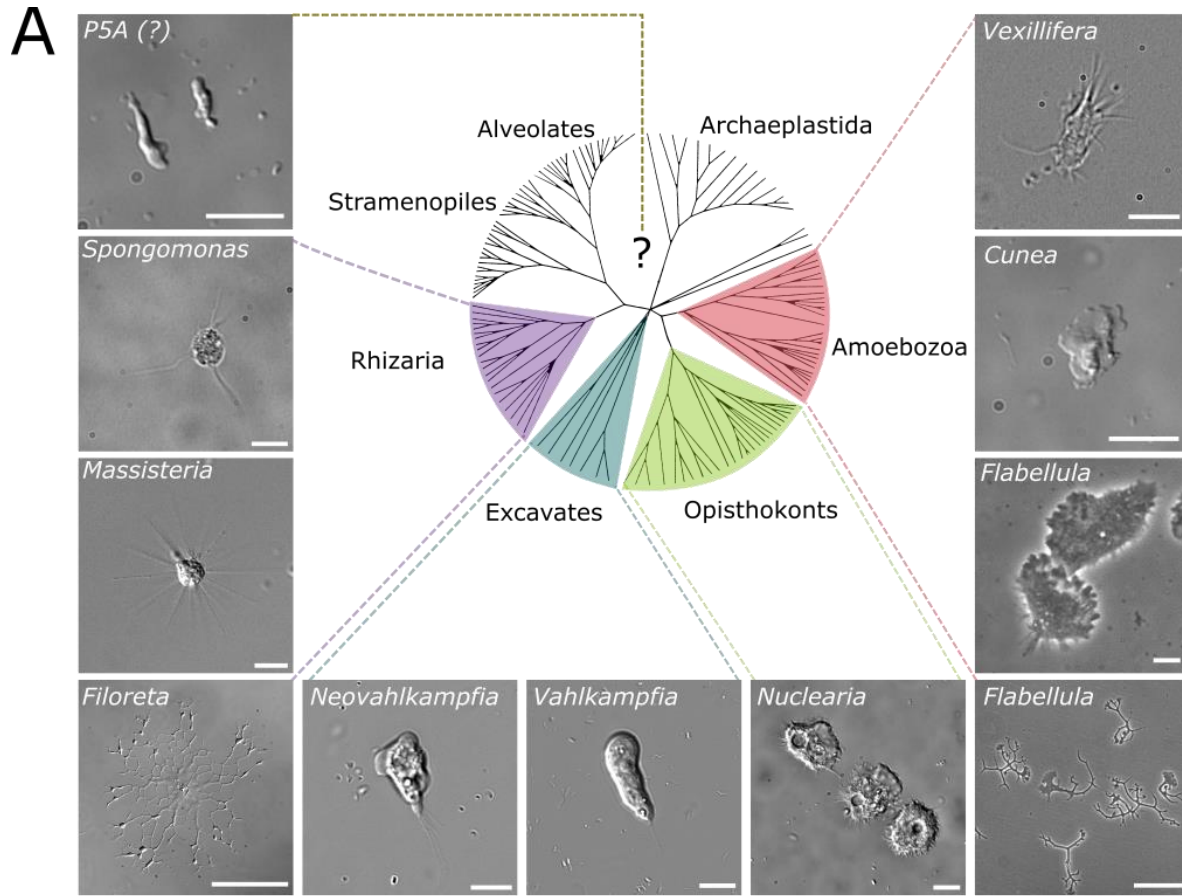 A
P5A (?)
Vexillifera
Alveolates
Archaeplastida
Stramenopiles
?
Spongomonas
Cunea
Rhizaria
Amoebozoa
Massisteria
Flabellula
Excavates
Opisthokonts
Filoreta
Neovahlkampfia
Vahlkampfia
Nuclearia
Flabellula